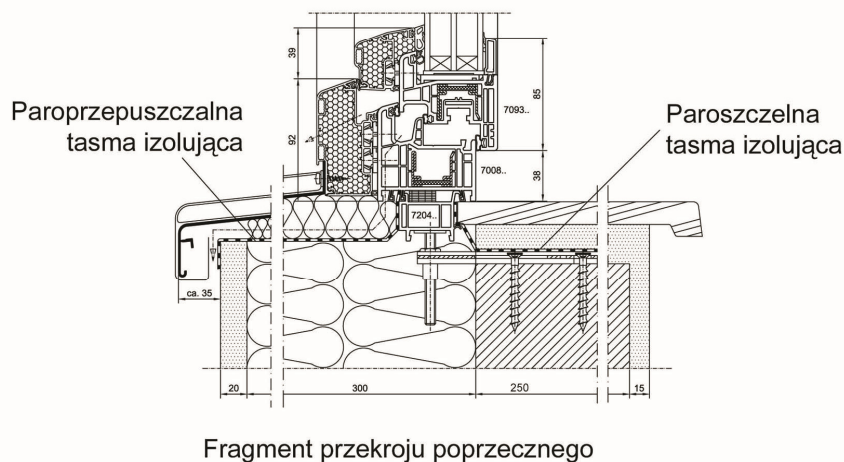 39
Paroprzepuszczalna
tasma izolująca
92
7093..
85
Paroszczelna
tasma izolująca
7008..
38
7204..
ca. 35
20
300
250
15
Fragment przekroju poprzecznego